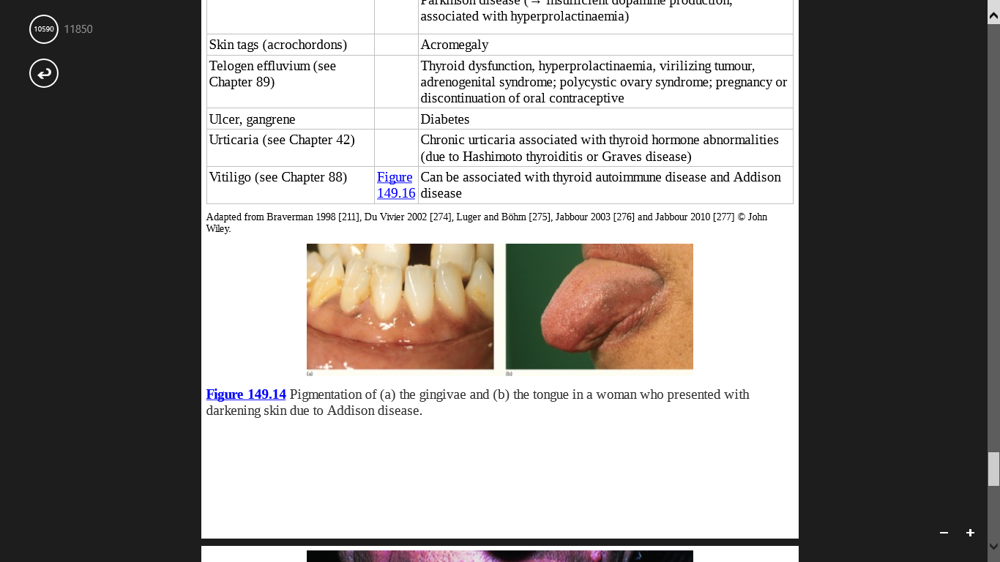 10590 11850
Parkinson disease (→ insufficient dopamine production,
associated with hyperprolactinaemia)
Skin tags (acrochordons) Acromegaly
Telogen effluvium (see
Chapter 89)
Thyroid dysfunction, hyperprolactinaemia, virilizing tumour,
adrenogenital syndrome; polycystic ovary syndrome; pregnancy or
discontinuation of oral contraceptive
Ulcer, gangrene Diabetes
Urticaria (see Chapter 42)
Chronic urticaria associated with thyroid hormone abnormalities
(due to Hashimoto thyroiditis or Graves disease)
Vitiligo (see Chapter 88)
Figure
149.16
Can be associated with thyroid autoimmune disease and Addison
disease
Adapted from Braverman 1998 [211], Du Vivier 2002 [274], Luger and Böhm [275], Jabbour 2003 [276] and Jabbour 2010 [277] © John
Wiley.
(a) (b)
Figure 149.14 Pigmentation of (a) the gingivae and (b) the tongue in a woman who presented with
darkening skin due to Addison disease.